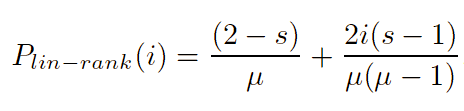 P_{lin-rank}(i) = \frac{(2 - s)}{\mu} + \frac{2i(s - 1)}{\mu(\mu - 1)}